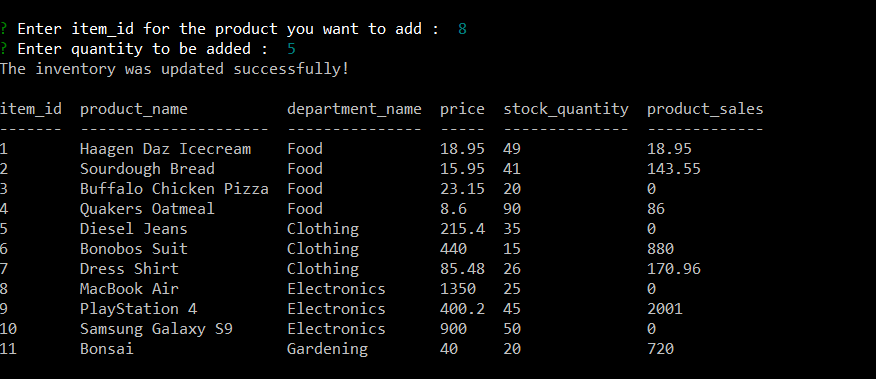 ? Enter item_id for the product you want to add :  8
? Enter quantity to be added :  5
The inventory was updated successfully!
item_id  product_name           department_name  price  stock_quantity  product_sales
-------  ---------------------  ---------------  -----  --------------  -------------
1        Haagen Daz Icecream    Food             18.95  49              18.95
2        Sourdough Bread        Food             15.95  41              143.55
3        Buffalo Chicken Pizza  Food             23.15  20              0
4        Quakers Oatmeal        Food             8.6    90              86
5        Diesel Jeans           Clothing         215.4  35              0
6        Bonobos Suit           Clothing         440    15              880
7        Dress Shirt            Clothing         85.48  26              170.96
8        MacBook Air            Electronics      1350   25              0
9        PlayStation 4          Electronics      400.2  45              2001
10       Samsung Galaxy S9      Electronics      900    50              0
11       Bonsai                 Gardening        40     20              720